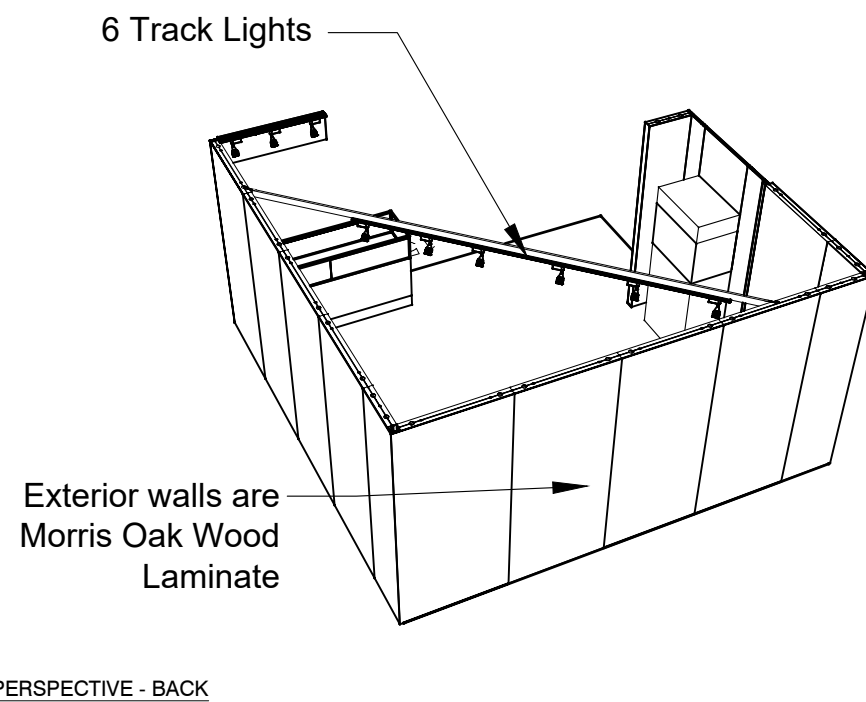 6 Track Lights
Exterior walls are
Morris Oak Wood
Laminate
PERSPECTIVE - BACK